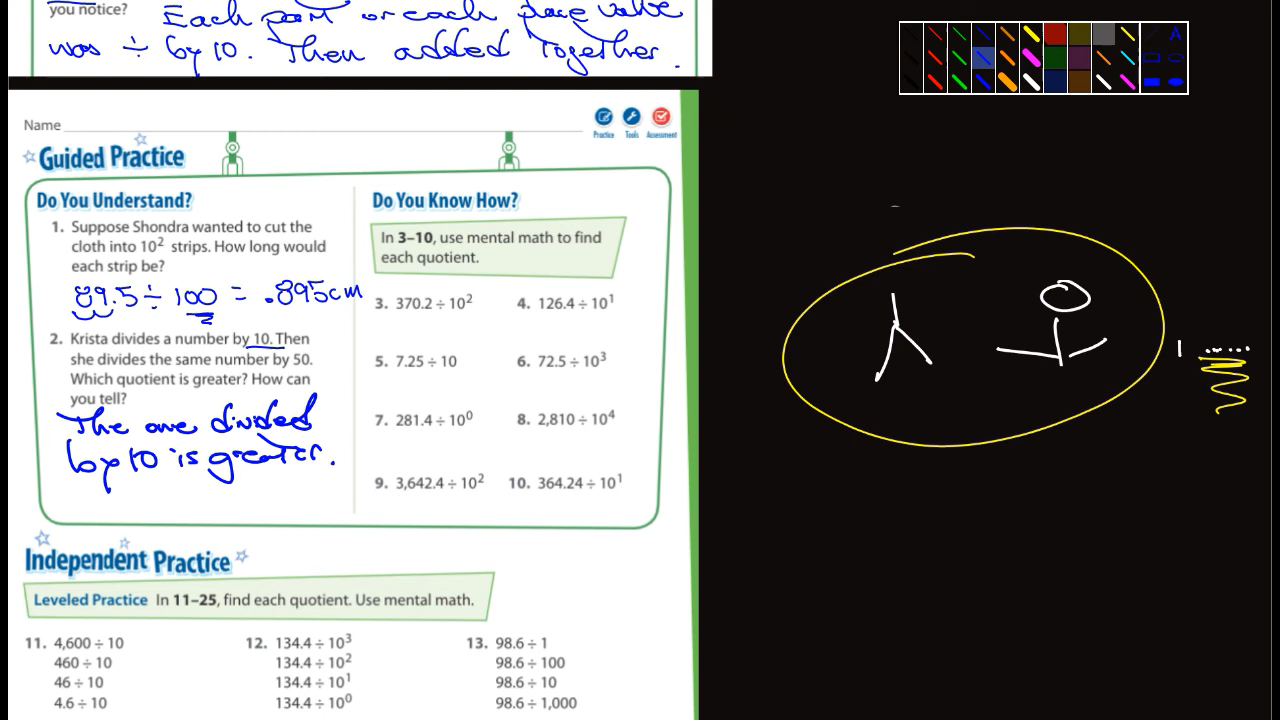 you notice? Each part or each place value
was ÷ by 10. Then added together.
Name
Practice Tools Assessment
Guided Practice
Do You Understand?
1. Suppose Shondra wanted to cut the
cloth into 10² strips. How long would
each strip be?
89.5 ÷ 100 = .895cm
2. Krista divides a number by 10. Then
she divides the same number by 50.
Which quotient is greater? How can
you tell?
The one divided
by 10 is greater.
Do You Know How?
In 3–10, use mental math to find
each quotient.
3. 370.2 ÷ 10² 4. 126.4 ÷ 10¹
5. 7.25 ÷ 10 6. 72.5 ÷ 10³
7. 281.4 ÷ 10⁰ 8. 2,810 ÷ 10⁴
9. 3,642.4 ÷ 10² 10. 364.24 ÷ 10¹
Independent Practice
Leveled Practice In 11–25, find each quotient. Use mental math.
11. 4,600 ÷ 10 12. 134.4 ÷ 10³ 13. 98.6 ÷ 1
460 ÷ 10 134.4 ÷ 10² 98.6 ÷ 100
46 ÷ 10 134.4 ÷ 10¹ 98.6 ÷ 10
4.6 ÷ 10 134.4 ÷ 10⁰ 98.6 ÷ 1,000
A